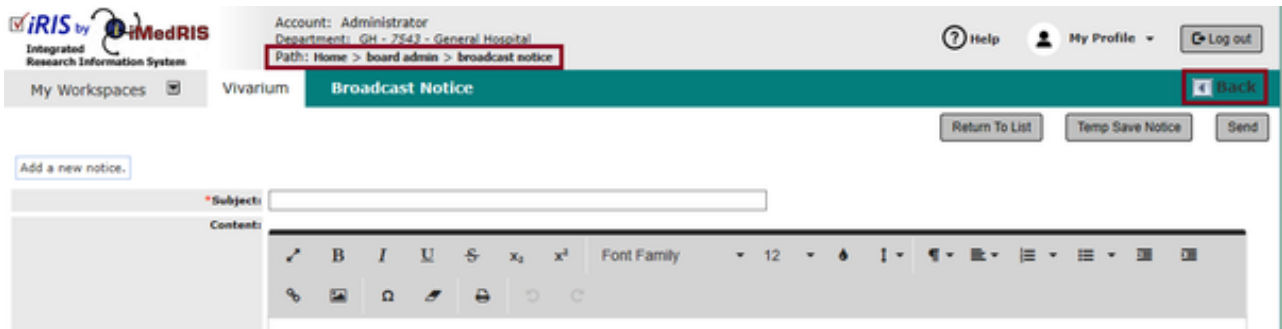 iRIS by iMedRIS
Integrated
Research Information System
Account: Administrator
Department: GH - 7543 - General Hospital
Path: Home > board admin > broadcast notice
? Help
My Profile
Log out
My Workspaces
Vivarium
Broadcast Notice
Back
Return To List
Temp Save Notice
Send
Add a new notice.
*Subject:
Content:
B I U S x₂ x² Font Family 12
Ω